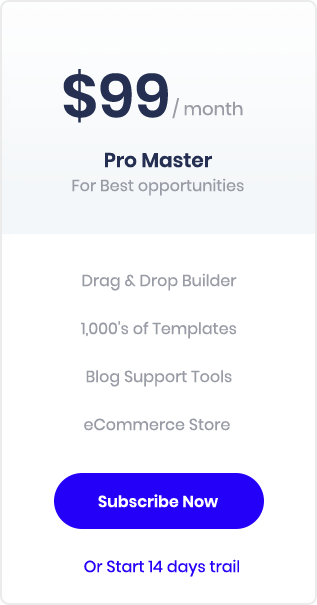 $99 / month
Pro Master
For Best opportunities
Drag & Drop Builder
1,000's of Templates
Blog Support Tools
eCommerce Store
Subscribe Now
Or Start 14 days trail